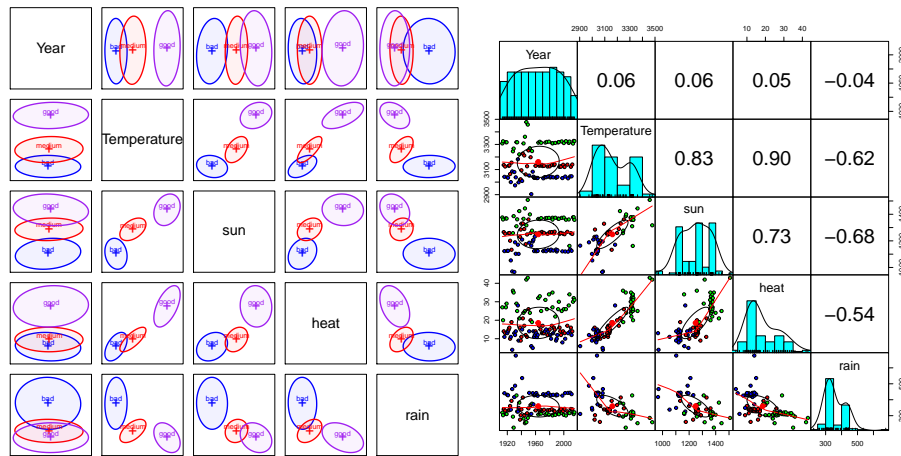 Year
bad
medium
good
bad
medium
good
bad
medium
good
bad
medium
good
good
medium
bad
Temperature
good
medium
bad
good
medium
bad
good
medium
bad
good
medium
bad
good
medium
bad
sun
good
medium
bad
good
medium
bad
good
medium
bad
good
medium
bad
good
medium
bad
heat
good
medium
bad
bad
medium
good
bad
medium
good
bad
medium
good
bad
medium
good
rain
2900 3100 3300 3500
10 20 30 40
Year
0.06
0.06
0.05
−0.04
Temperature
0.83
0.90
−0.62
2900 3100 3300 3500
sun
0.73
−0.68
heat
−0.54
10 20 30 40
rain
1920 1960 2000
1000 1200 1400
300 500